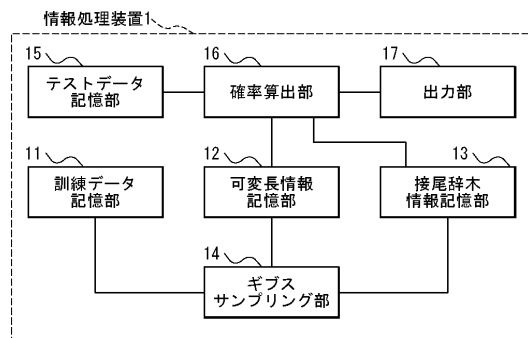 情報処理装置1
15
テストデータ
記憶部
16
確率算出部
17
出力部
11
訓練データ
記憶部
12
可変長情報
記憶部
13
接尾辞木
情報記憶部
14
ギブス
サンプリング部